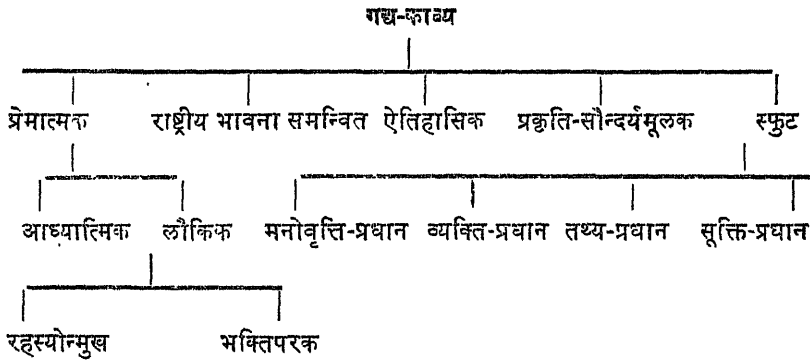 गद्य-काव्य
प्रेमात्मक राष्ट्रीय भावना समन्वित ऐतिहासिक प्रकृति-सौन्दर्यमूलक स्फुट
आध्यात्मिक लौकिक मनोवृत्ति-प्रधान व्यक्ति-प्रधान तथ्य-प्रधान सूक्ति-प्रधान
रहस्योन्मुख भक्तिपरक